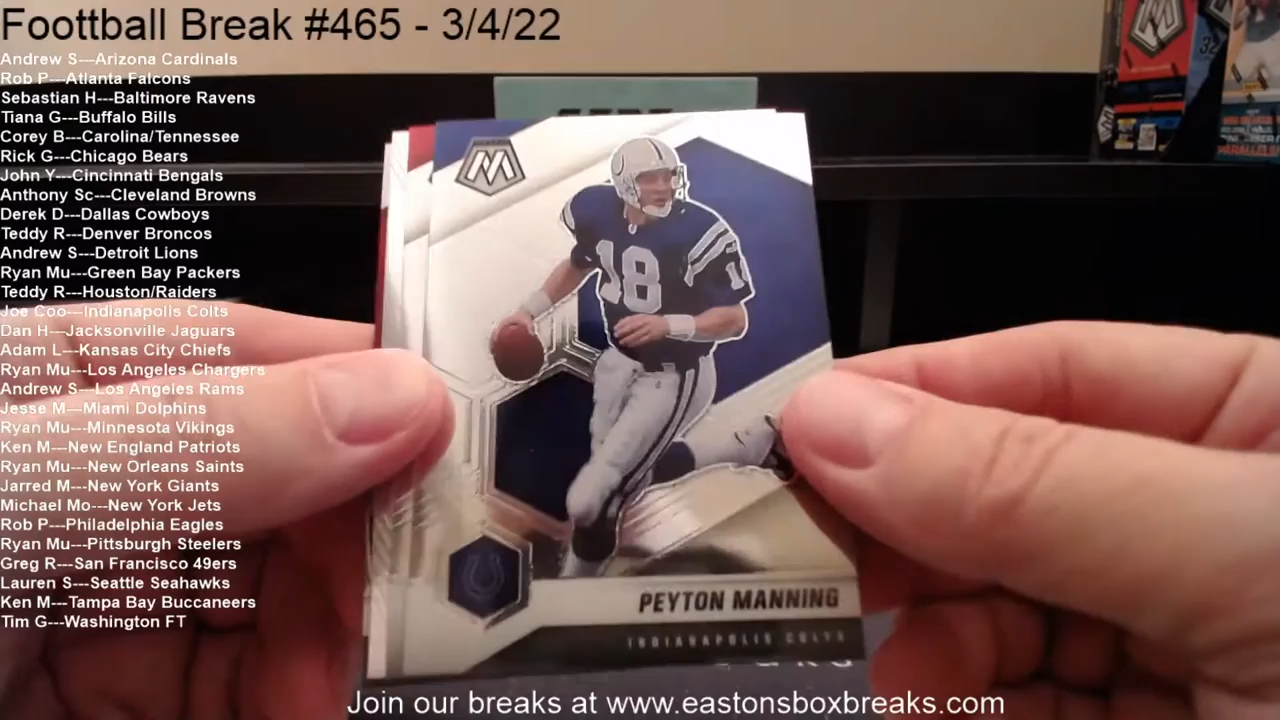 Foottball Break #465 - 3/4/22
Andrew S---Arizona Cardinals
Rob P---Atlanta Falcons
Sebastian H---Baltimore Ravens
Tiana G---Buffalo Bills
Corey B---Carolina/Tennessee
Rick G---Chicago Bears
John Y---Cincinnati Bengals
Anthony Sc---Cleveland Browns
Derek D---Dallas Cowboys
Teddy R---Denver Broncos
Andrew S---Detroit Lions
Ryan Mu---Green Bay Packers
Teddy R---Houston/Raiders
Joe Coo---Indianapolis Colts
Dan H---Jacksonville Jaguars
Adam L---Kansas City Chiefs
Ryan Mu---Los Angeles Chargers
Andrew S---Los Angeles Rams
Jesse M---Miami Dolphins
Ryan Mu---Minnesota Vikings
Ken M---New England Patriots
Ryan Mu---New Orleans Saints
Jarred M---New York Giants
Michael Mo---New York Jets
Rob P---Philadelphia Eagles
Ryan Mu---Pittsburgh Steelers
Greg R---San Francisco 49ers
Lauren S---Seattle Seahawks
Ken M---Tampa Bay Buccaneers
Tim G---Washington FT
M
18
18
PEYTON MANNING
INDIANAPOLIS COLTS
Join our breaks at www.eastonsboxbreaks.com